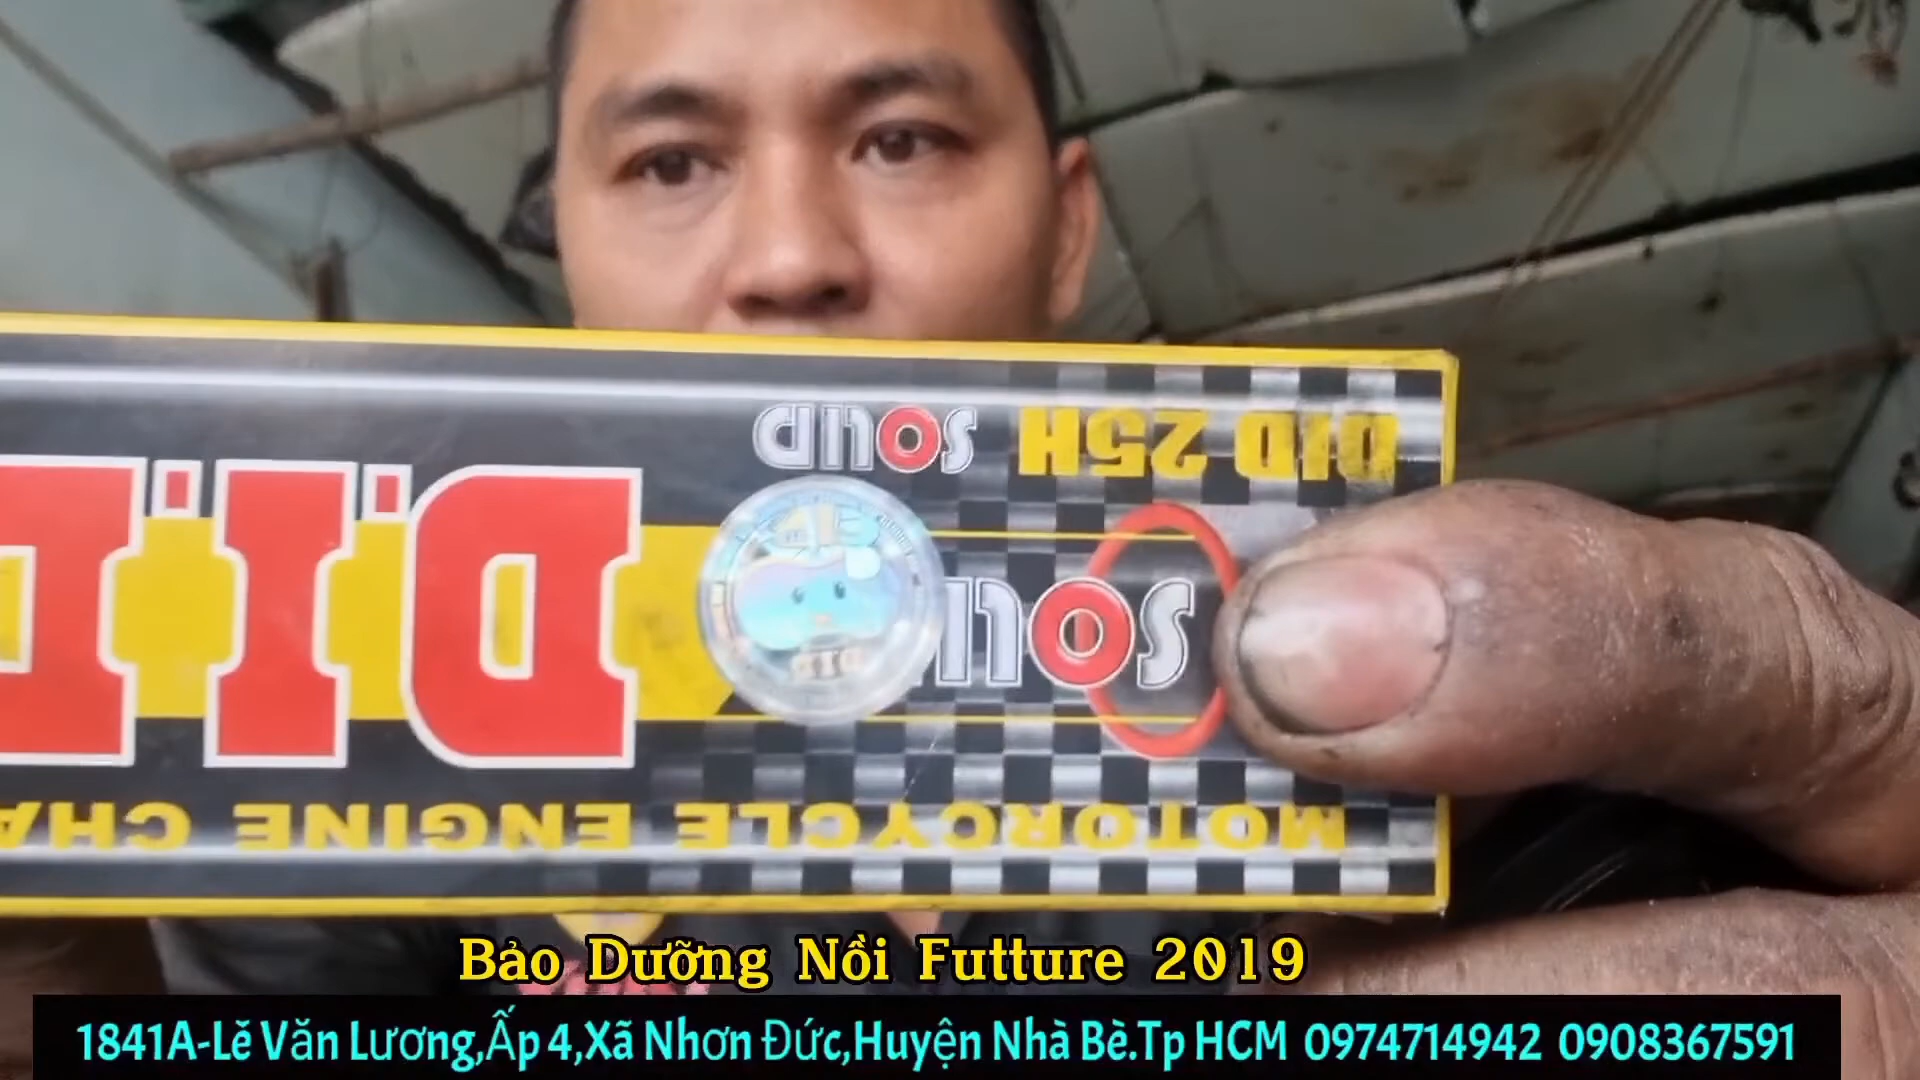 DID 25H SOLID
D.I.D
SOLI
MOTORCYCLE ENGINE CHA
Bảo Dưỡng Nồi Futture 2019
1841A-Lê Văn Lương,Ấp 4,Xã Nhơn Đức,Huyện Nhà Bè.Tp HCM 0974714942 0908367591